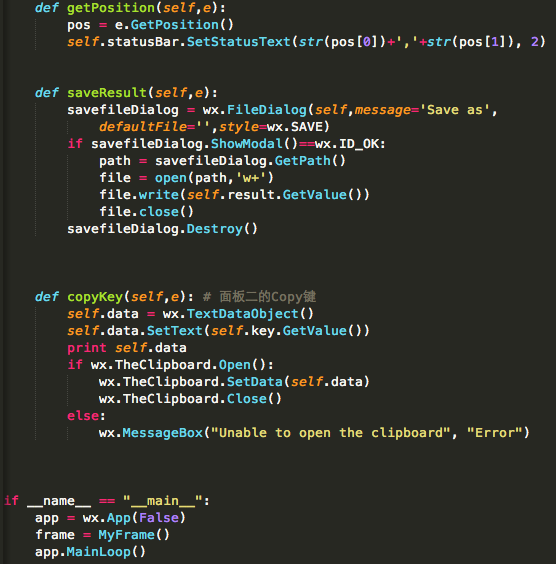 def getPosition(self,e):
pos = e.GetPosition()
self.statusBar.SetStatusText(str(pos[0])+','+str(pos[1]), 2)
def saveResult(self,e):
savefileDialog = wx.FileDialog(self,message='Save as',
defaultFile='',style=wx.SAVE)
if savefileDialog.ShowModal()==wx.ID_OK:
path = savefileDialog.GetPath()
file = open(path,'w+')
file.write(self.result.GetValue())
file.close()
savefileDialog.Destroy()
def copyKey(self,e): # 面板二的Copy键
self.data = wx.TextDataObject()
self.data.SetText(self.key.GetValue())
print self.data
if wx.TheClipboard.Open():
wx.TheClipboard.SetData(self.data)
wx.TheClipboard.Close()
else:
wx.MessageBox("Unable to open the clipboard", "Error")
if __name__ == "__main__":
app = wx.App(False)
frame = MyFrame()
app.MainLoop()